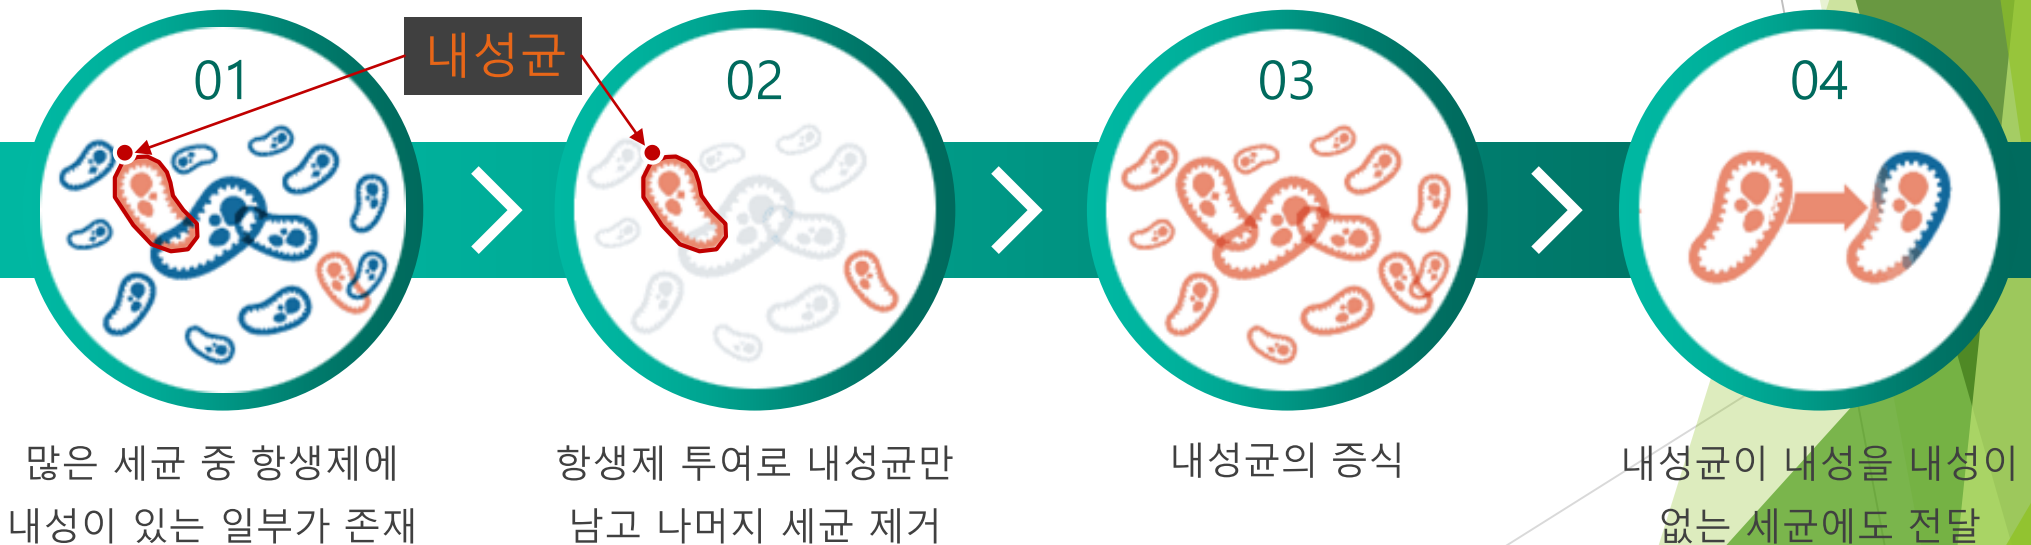 내성균
01
02
03
04
많은 세균 중 항생제에
내성이 있는 일부가 존재
항생제 투여로 내성균만
남고 나머지 세균 제거
내성균의 증식
내성균이 내성을 내성이
없는 세균에도 전달